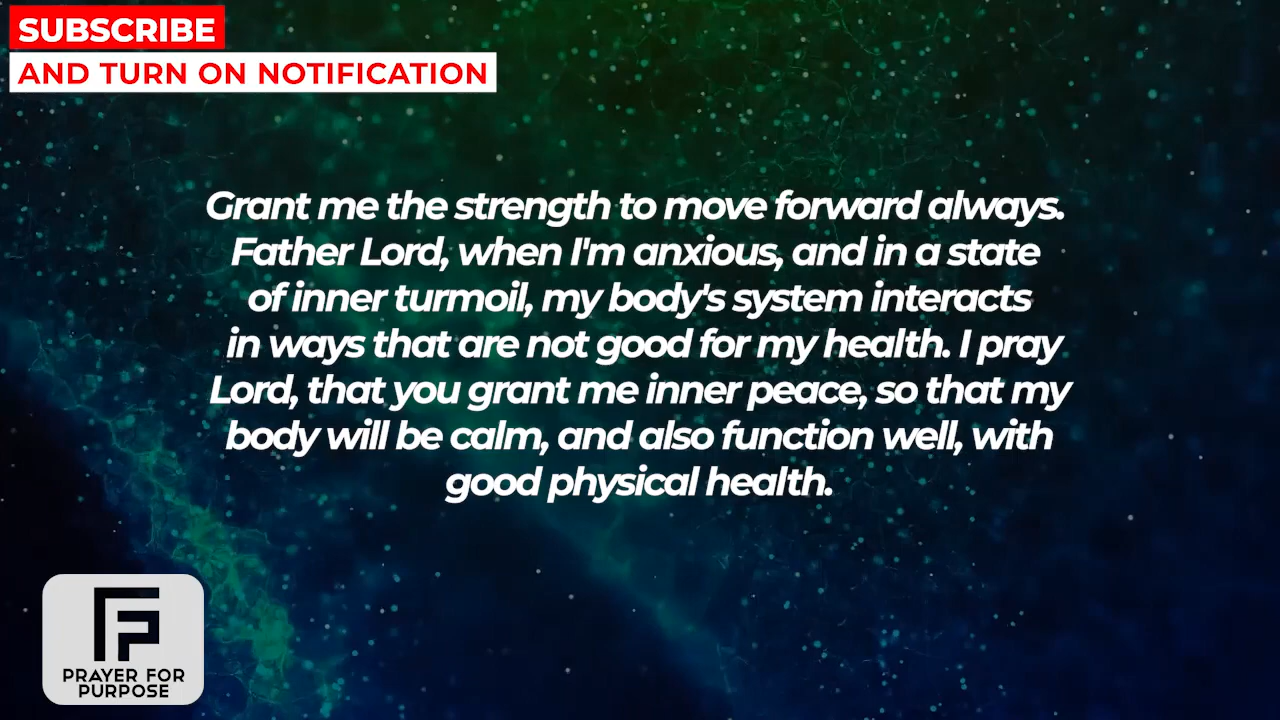 SUBSCRIBE
AND TURN ON NOTIFICATION
Grant me the strength to move forward always.
Father Lord, when I'm anxious, and in a state
of inner turmoil, my body's system interacts
in ways that are not good for my health. I pray
Lord, that you grant me inner peace, so that my
body will be calm, and also function well, with
good physical health.
PRAYER FOR
PURPOSE